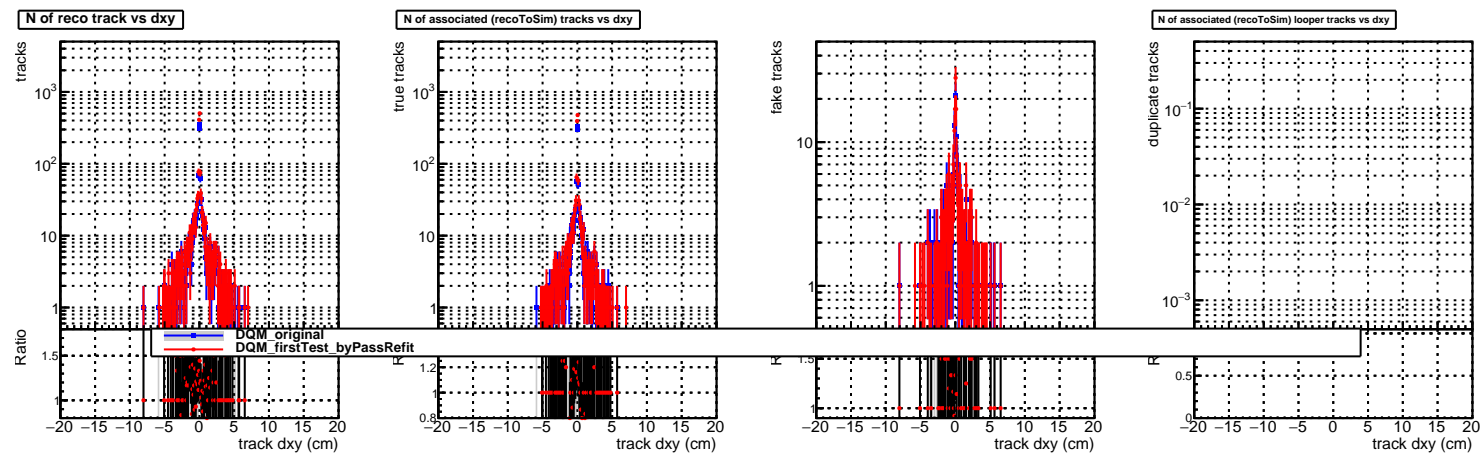 N of reco track vs dxy
tracks
10³
10²
10
1
Ratio
1.5
1
−20 −15 −10 −5 0 5 10 15 20
track dxy (cm)
N of associated (recoToSim) tracks vs dxy
true tracks
10³
10²
10
1
1.2
1
0.8
−20 −15 −10 −5 0 5 10 15 20
track dxy (cm)
fake tracks
10
1
1.5
1
−20 −15 −10 −5 0 5 10 15 20
track dxy (cm)
N of associated (recoToSim) looper tracks vs dxy
duplicate tracks
10⁻¹
10⁻²
10⁻³
0.5
0
−20 −15 −10 −5 0 5 10 15 20
track dxy (cm)
DQM_original
DQM_firstTest_byPassRefit